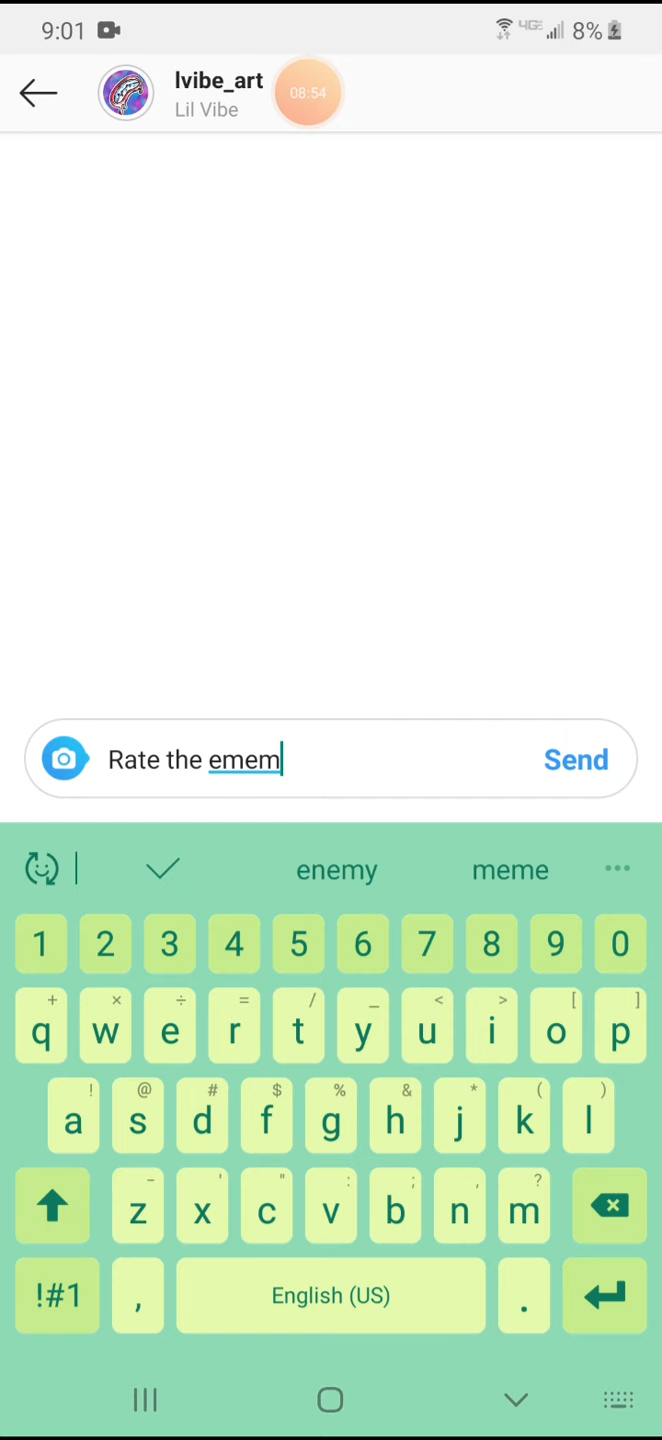 9:01 4GE 8%
lvibe_art
Lil Vibe
08:54
Rate the emem Send
enemy meme •••
1 2 3 4 5 6 7 8 9 0
+ × ÷ = / _ < > [ ]
q w e r t y u i o p
! @ # $ % & * ( )
a s d f g h j k l
- ' " : ; , ?
z x c v b n m
!#1 , English (US) .